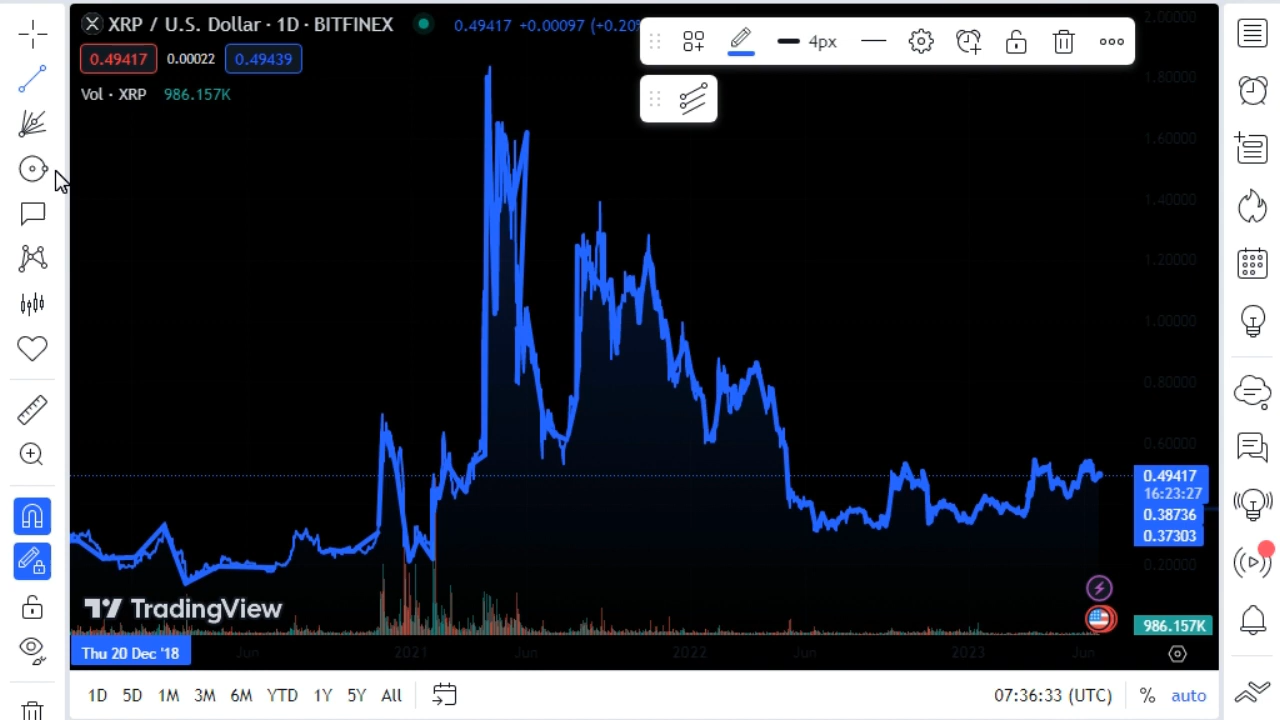 XRP / U.S. Dollar · 1D · BITFINEX
0.49417 +0.00097 (+0.20%
4px
0.49417 0.00022 0.49439
Vol · XRP 986.157K
2.00000
1.80000
1.60000
1.40000
1.20000
1.00000
0.80000
0.60000
0.49417
16:23:27
0.38736
0.37303
0.20000
986.157K
TradingView
Thu 20 Dec '18
Jun
2021
Jun
2022
Jun
2023
Jun
1D 5D 1M 3M 6M YTD 1Y 5Y All
07:36:33 (UTC) % auto